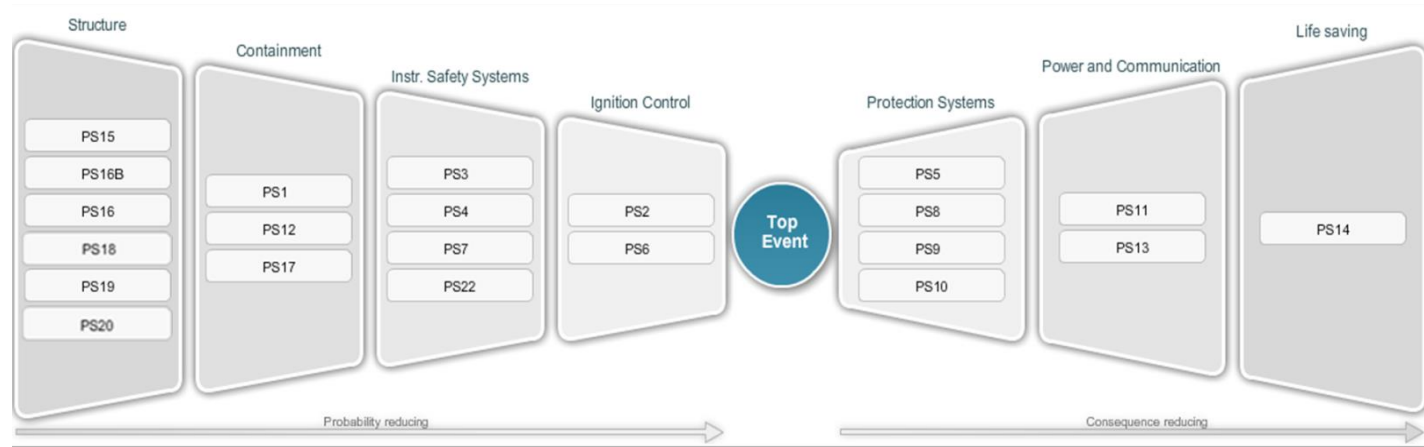 Structure
PS15
PS16B
PS16
PS18
PS19
PS20
Containment
PS1
PS12
PS17
Instr. Safety Systems
PS3
PS4
PS7
PS22
Ignition Control
PS2
PS6
Top
Event
Protection Systems
PS5
PS8
PS9
PS10
Power and Communication
PS11
PS13
Life saving
PS14
Probability reducing
Consequence reducing